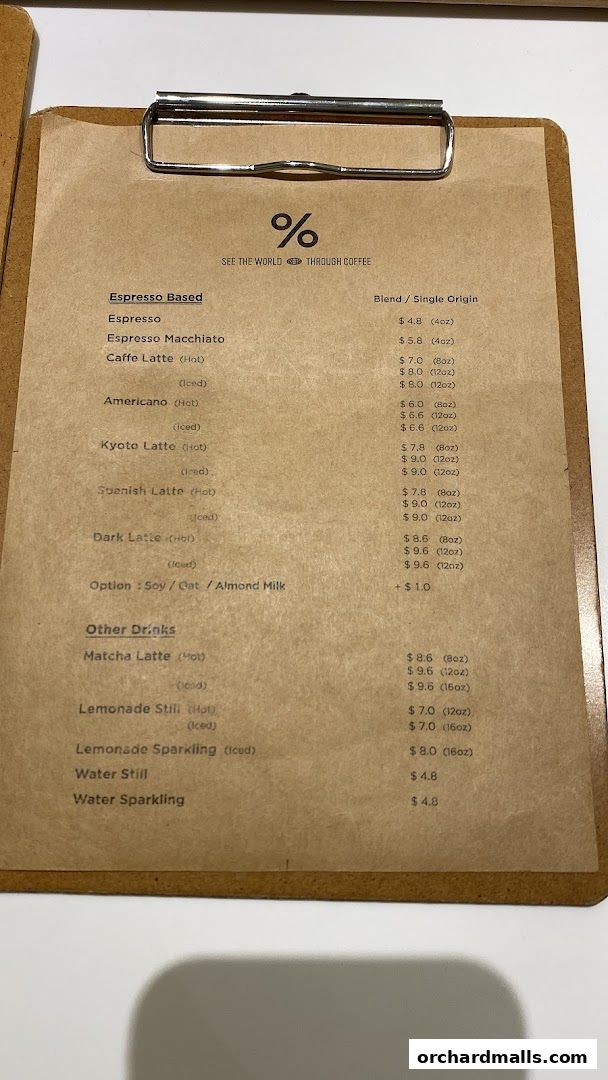 %
SEE THE WORLD THROUGH COFFEE
Espresso Based Blend / Single Origin
Espresso $ 4.8 (4oz)
Espresso Macchiato $ 5.8 (4oz)
Caffe Latte (Hot) $ 7.0 (8oz)
$ 8.0 (12oz)
(Iced) $ 8.0 (12oz)
Americano (Hot) $ 6.0 (8oz)
$ 6.6 (12oz)
(Iced) $ 6.6 (12oz)
Kyoto Latte (Hot) $ 7.8 (8oz)
$ 9.0 (12oz)
(Iced) $ 9.0 (12oz)
Spanish Latte (Hot) $ 7.8 (8oz)
$ 9.0 (12oz)
(Iced) $ 9.0 (12oz)
Dark Latte (Hot) $ 8.6 (8oz)
$ 9.6 (12oz)
(Iced) $ 9.6 (12oz)
Option : Soy / Oat / Almond Milk + $ 1.0
Other Drinks
Matcha Latte (Hot) $ 8.6 (8oz)
$ 9.6 (12oz)
(Iced) $ 9.6 (16oz)
Lemonade Still (Hot) $ 7.0 (12oz)
(Iced) $ 7.0 (16oz)
Lemonade Sparkling (Iced) $ 8.0 (16oz)
Water Still $ 4.8
Water Sparkling $ 4.8
orchardmalls.com